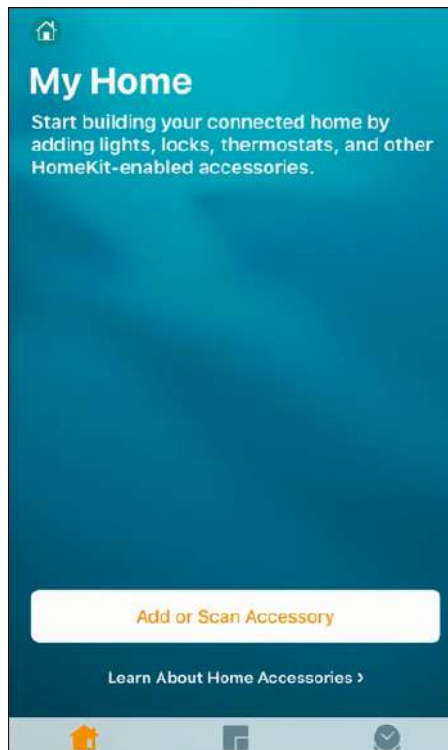 My Home
Start building your connected home by
adding lights, locks, thermostats, and other
HomeKit-enabled accessories.
Add or Scan Accessory
Learn About Home Accessories >